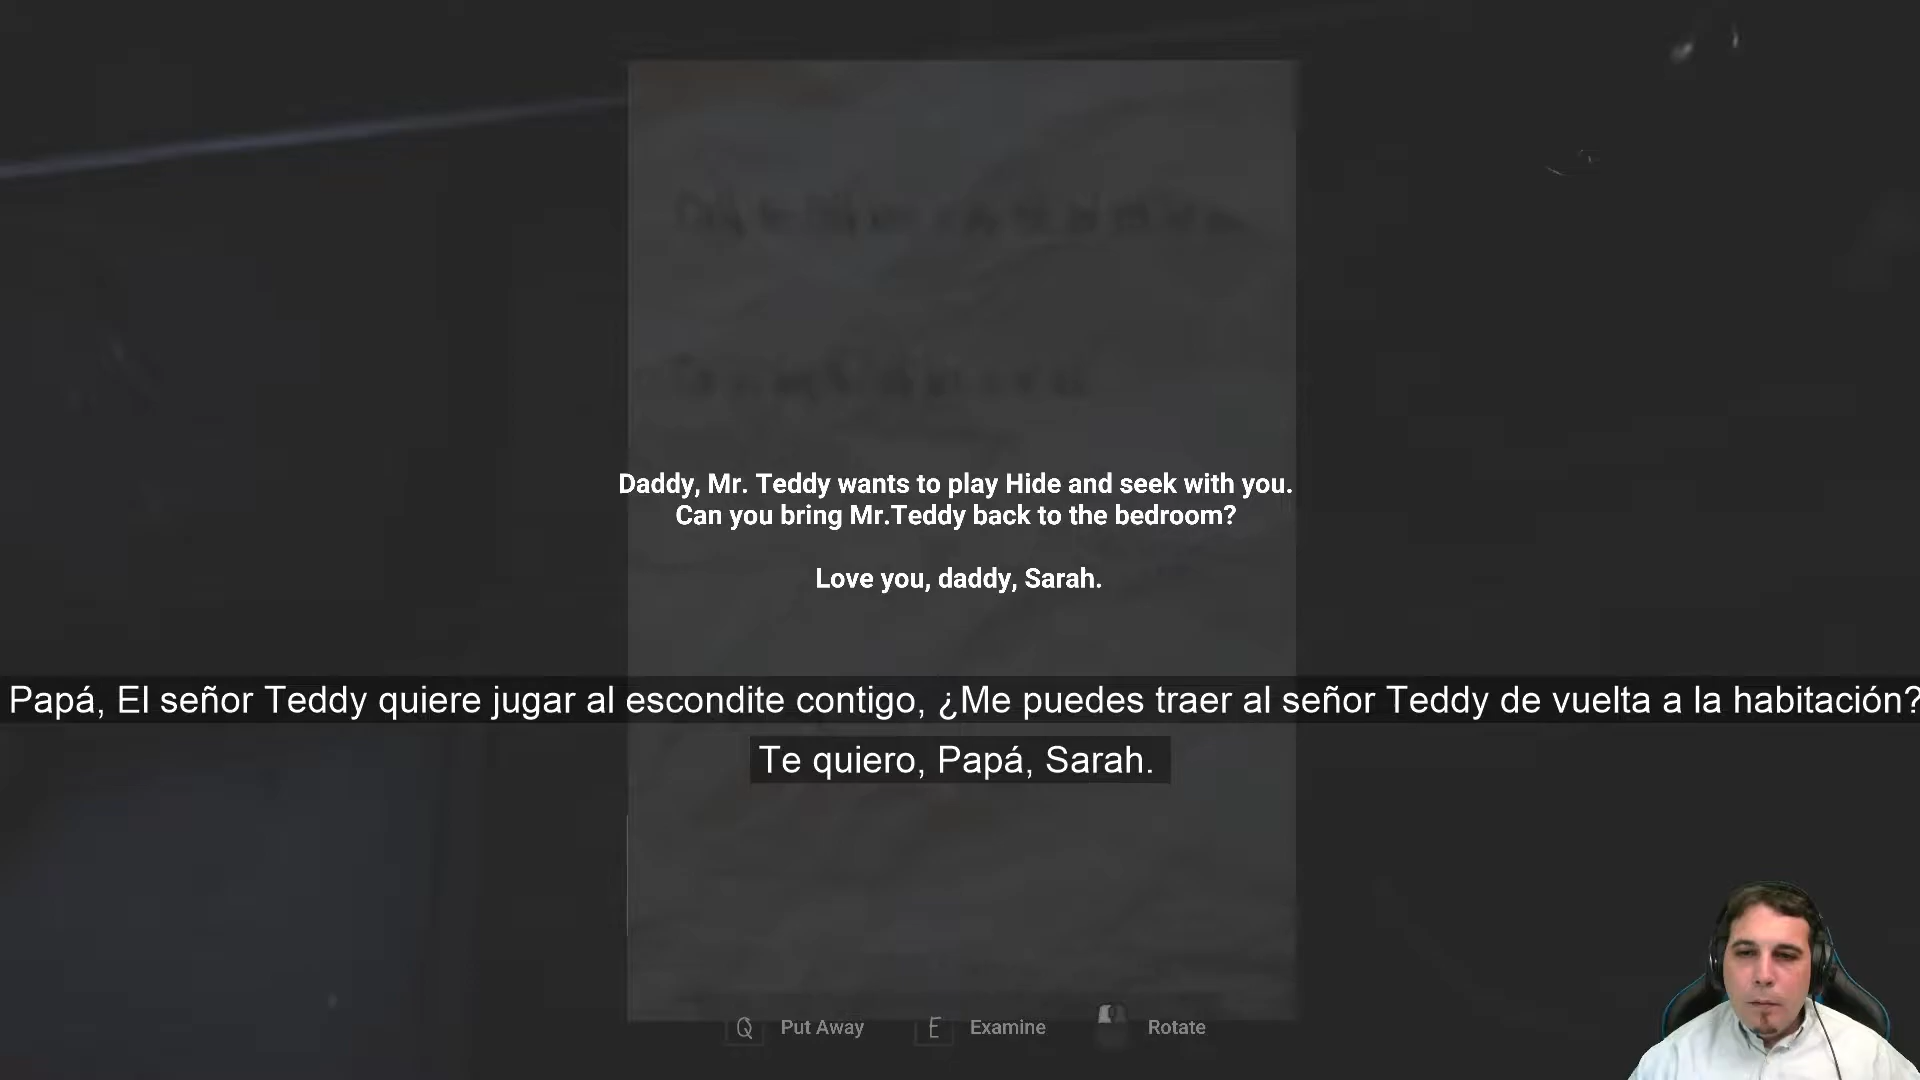 Daddy, Mr. Teddy wants to play Hide and seek with you.
Can you bring Mr.Teddy back to the bedroom?
Love you, daddy, Sarah.
Papá, El señor Teddy quiere jugar al escondite contigo, ¿Me puedes traer al señor Teddy de vuelta a la habitación?
Te quiero, Papá, Sarah.
Q Put Away E Examine Rotate